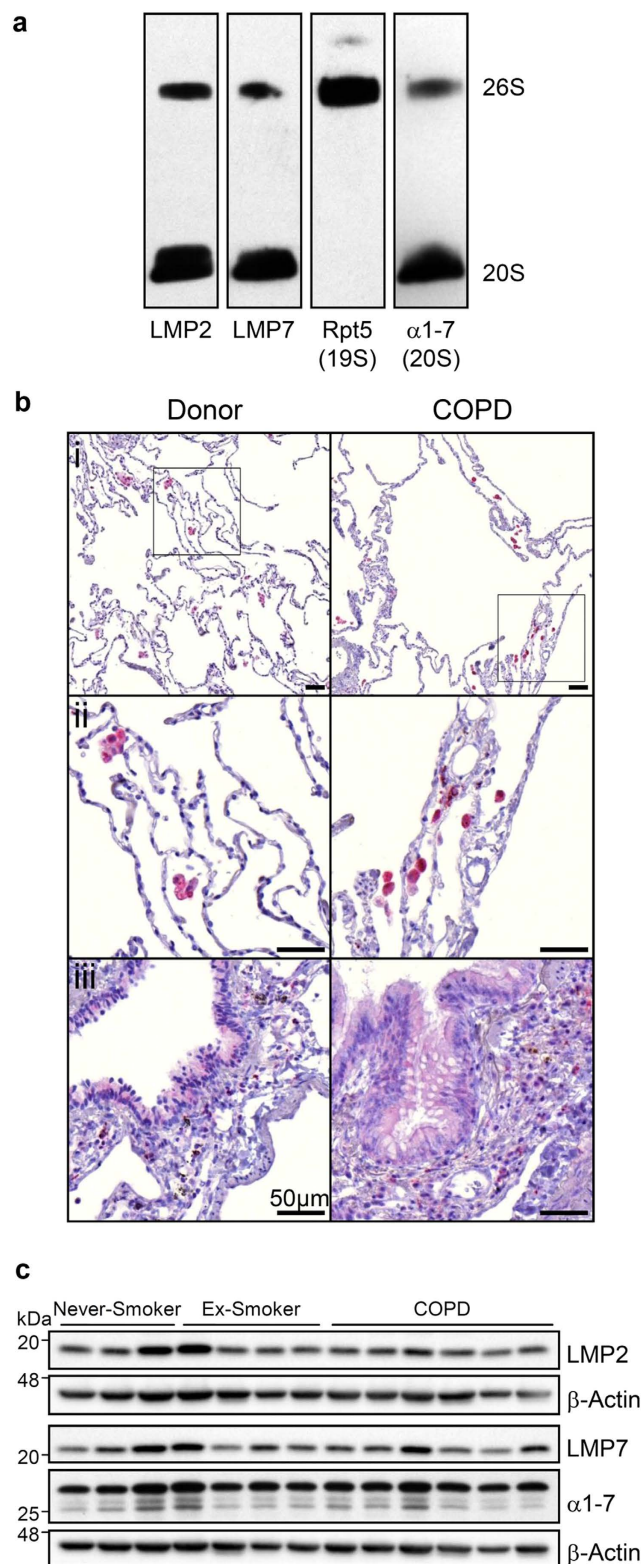 a
26S
20S
LMP2 LMP7 Rpt5 α1-7
(19S) (20S)
b
Donor COPD
i
ii
iii
50μm
c
kDa Never-Smoker Ex-Smoker COPD
20
LMP2
48
β-Actin
LMP7
20
α1-7
25
48
β-Actin